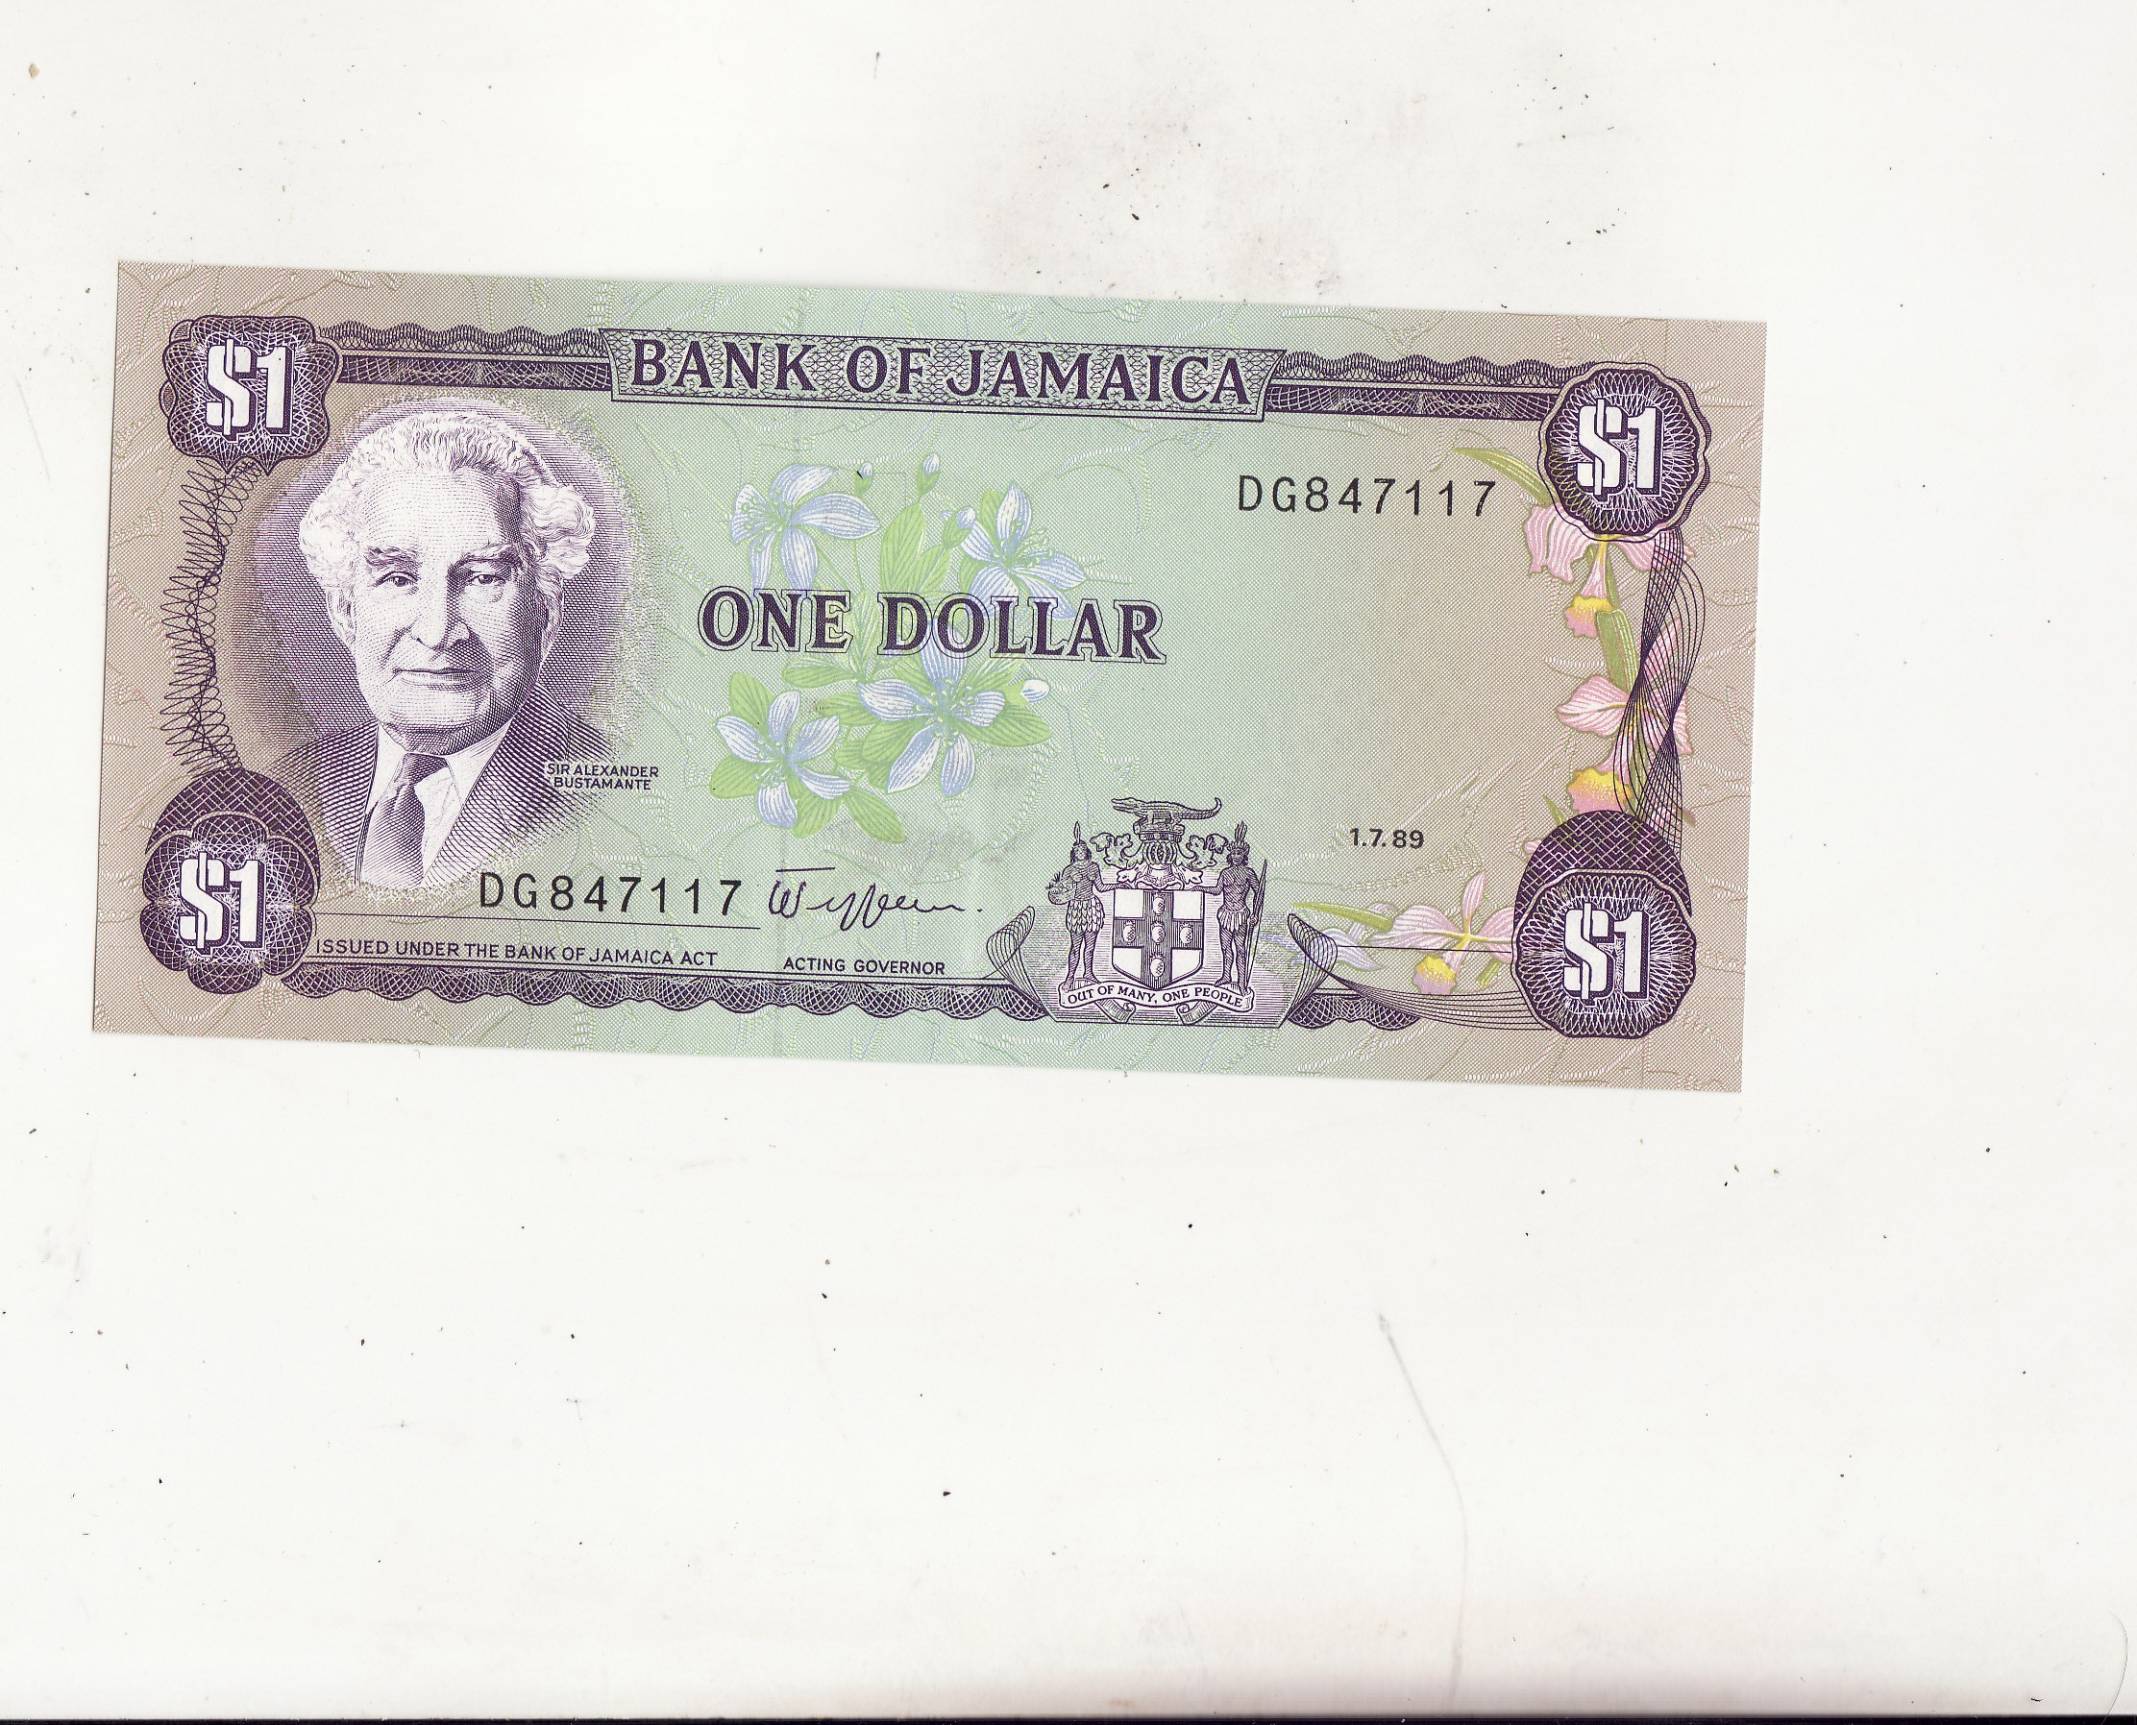 $1
BANK OF JAMAICA
$1
DG847117
ONE DOLLAR
SIR ALEXANDER
BUSTAMANTE
1.7.89
DG847117
$1
ISSUED UNDER THE BANK OF JAMAICA ACT
ACTING GOVERNOR
OUT OF MANY, ONE PEOPLE
$1